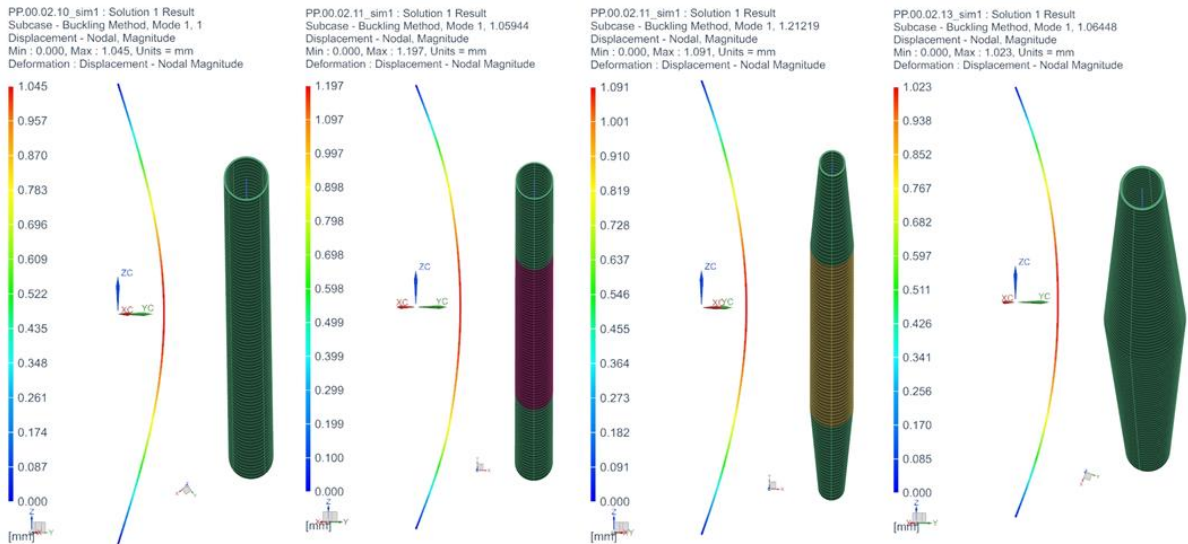 PP.00.02.10_sim1 : Solution 1 Result
Subcase - Buckling Method, Mode 1, 1
Displacement - Nodal, Magnitude
Min : 0.000, Max : 1.045, Units = mm
Deformation : Displacement - Nodal Magnitude
1.045
0.957
0.870
0.783
0.696
0.609
0.522
0.435
0.348
0.261
0.174
0.087
0.000
[mm]
ZC
XC
YC
Z
Y
PP.00.02.11_sim1 : Solution 1 Result
Subcase - Buckling Method, Mode 1, 1.05944
Displacement - Nodal, Magnitude
Min : 0.000, Max : 1.197, Units = mm
Deformation : Displacement - Nodal Magnitude
1.197
1.097
0.997
0.898
0.798
0.698
0.598
0.499
0.399
0.299
0.199
0.100
0.000
[mm]
ZC
XC
YC
Z
Y
PP.00.02.11_sim1 : Solution 1 Result
Subcase - Buckling Method, Mode 1, 1.21219
Displacement - Nodal, Magnitude
Min : 0.000, Max : 1.091, Units = mm
Deformation : Displacement - Nodal Magnitude
1.091
1.001
0.910
0.819
0.728
0.637
0.546
0.455
0.364
0.273
0.182
0.091
0.000
[mm]
ZC
XC
YC
Z
Y
PP.00.02.13_sim1 : Solution 1 Result
Subcase - Buckling Method, Mode 1, 1.06448
Displacement - Nodal, Magnitude
Min : 0.000, Max : 1.023, Units = mm
Deformation : Displacement - Nodal Magnitude
1.023
0.938
0.852
0.767
0.682
0.597
0.511
0.426
0.341
0.256
0.170
0.085
0.000
[mm]
ZC
XC
YC
Z
Y